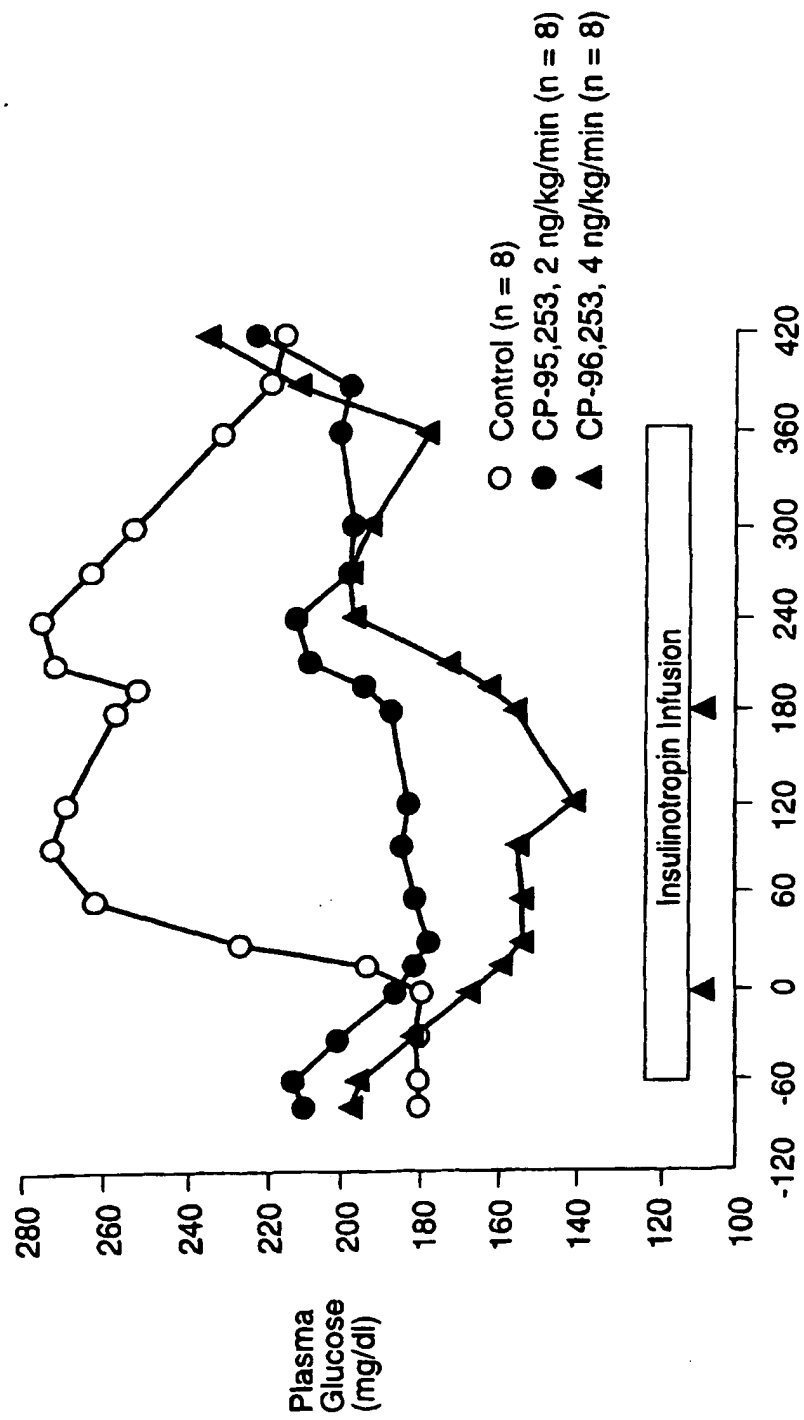 Plasma
Glucose
(mg/dl)
280
260
240
220
200
180
160
140
120
100
Control (n = 8)
CP-95,253, 2 ng/kg/min (n = 8)
CP-96,253, 4 ng/kg/min (n = 8)
Insulinotropin Infusion
-120 -60 0 60 120 180 240 300 360 420